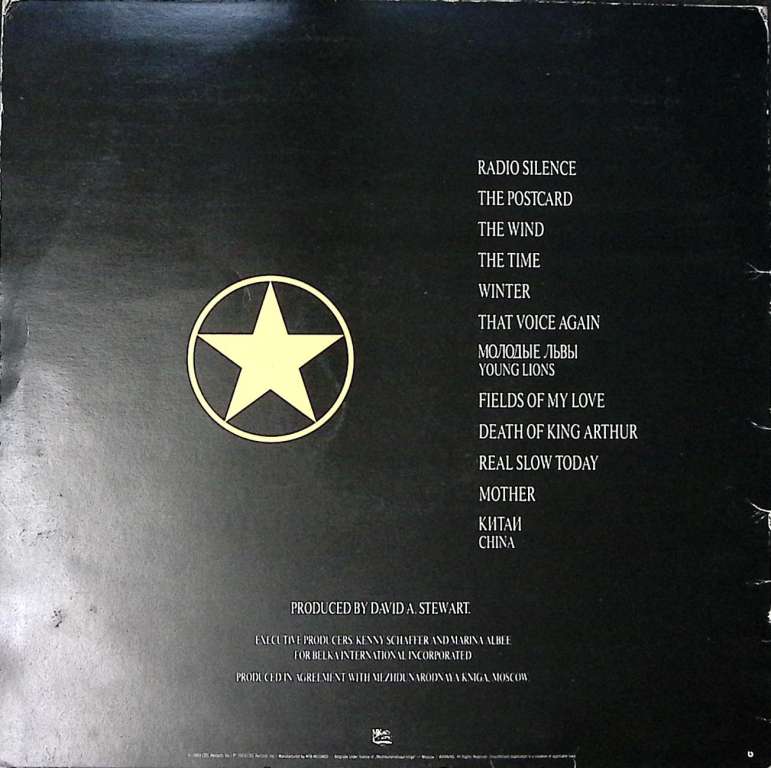 RADIO SILENCE
THE POSTCARD
THE WIND
THE TIME
WINTER
THAT VOICE AGAIN
МОЛОДЫЕ ЛЬВЫ
YOUNG LIONS
FIELDS OF MY LOVE
DEATH OF KING ARTHUR
REAL SLOW TODAY
MOTHER
КИТАИ
CHINA
PRODUCED BY DAVID A. STEWART.
EXECUTIVE PRODUCERS: KENNY SCHAFFER AND MARINA ALBEE
FOR BELKA INTERNATIONAL INCORPORATED
PRODUCED IN AGREEMENT WITH MEZHDUNARODNAYA KNIGA, MOSCOW.